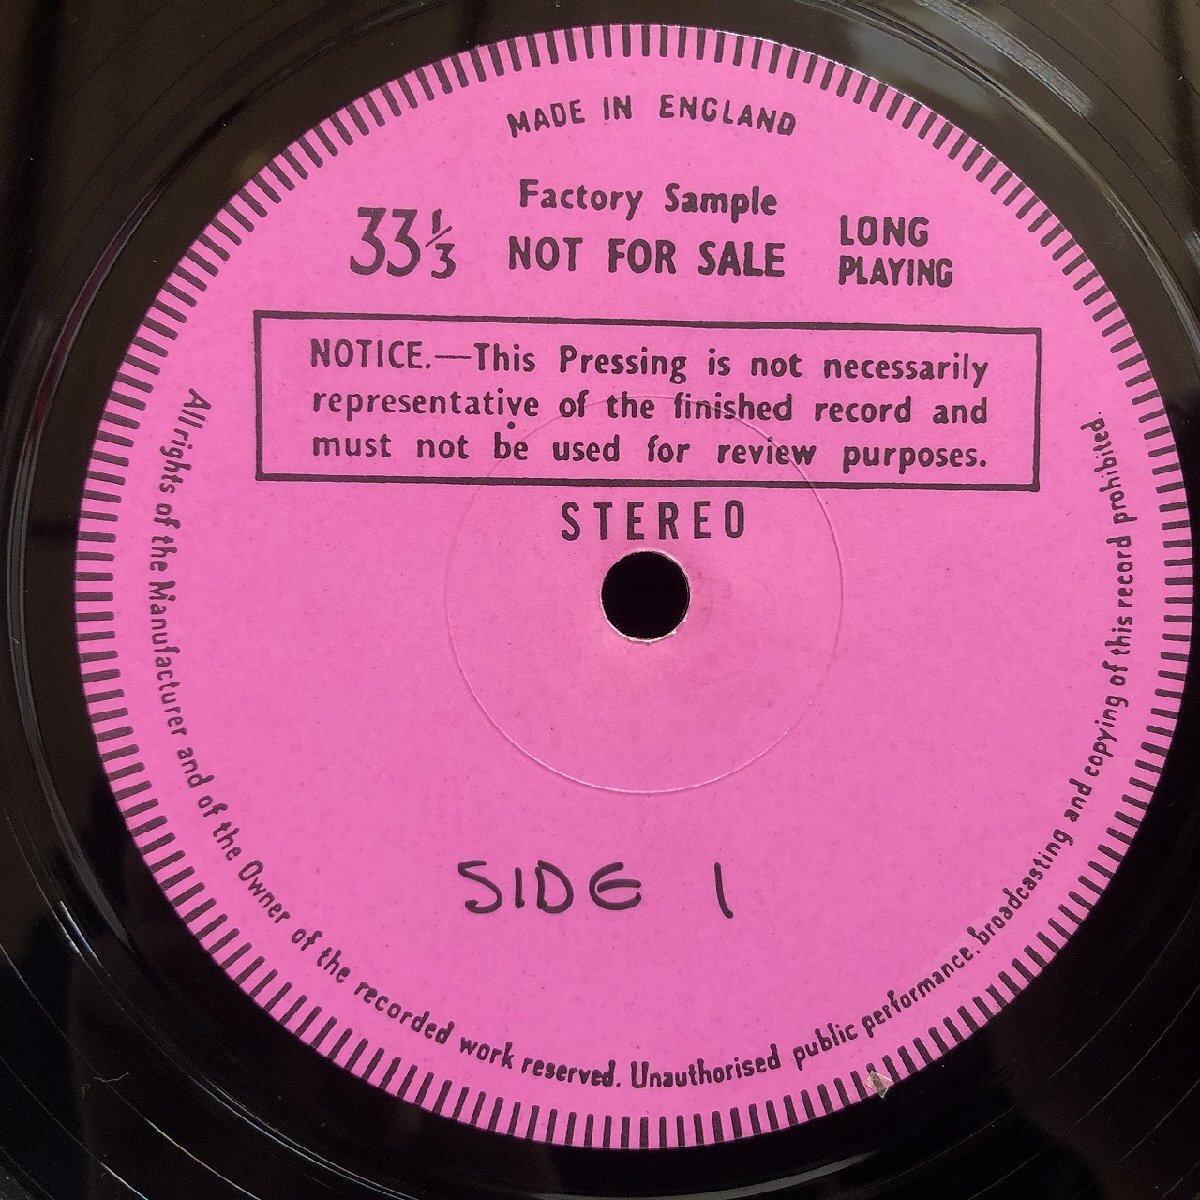 MADE IN ENGLAND
Factory Sample
33⅓ NOT FOR SALE LONG PLAYING
NOTICE.—This Pressing is not necessarily
representative of the finished record and
must not be used for review purposes.
STEREO
SIDE 1
All rights of the Manufacturer and of the Owner of the recorded work reserved. Unauthorised public performance. broadcasting and copying of this record prohibited.